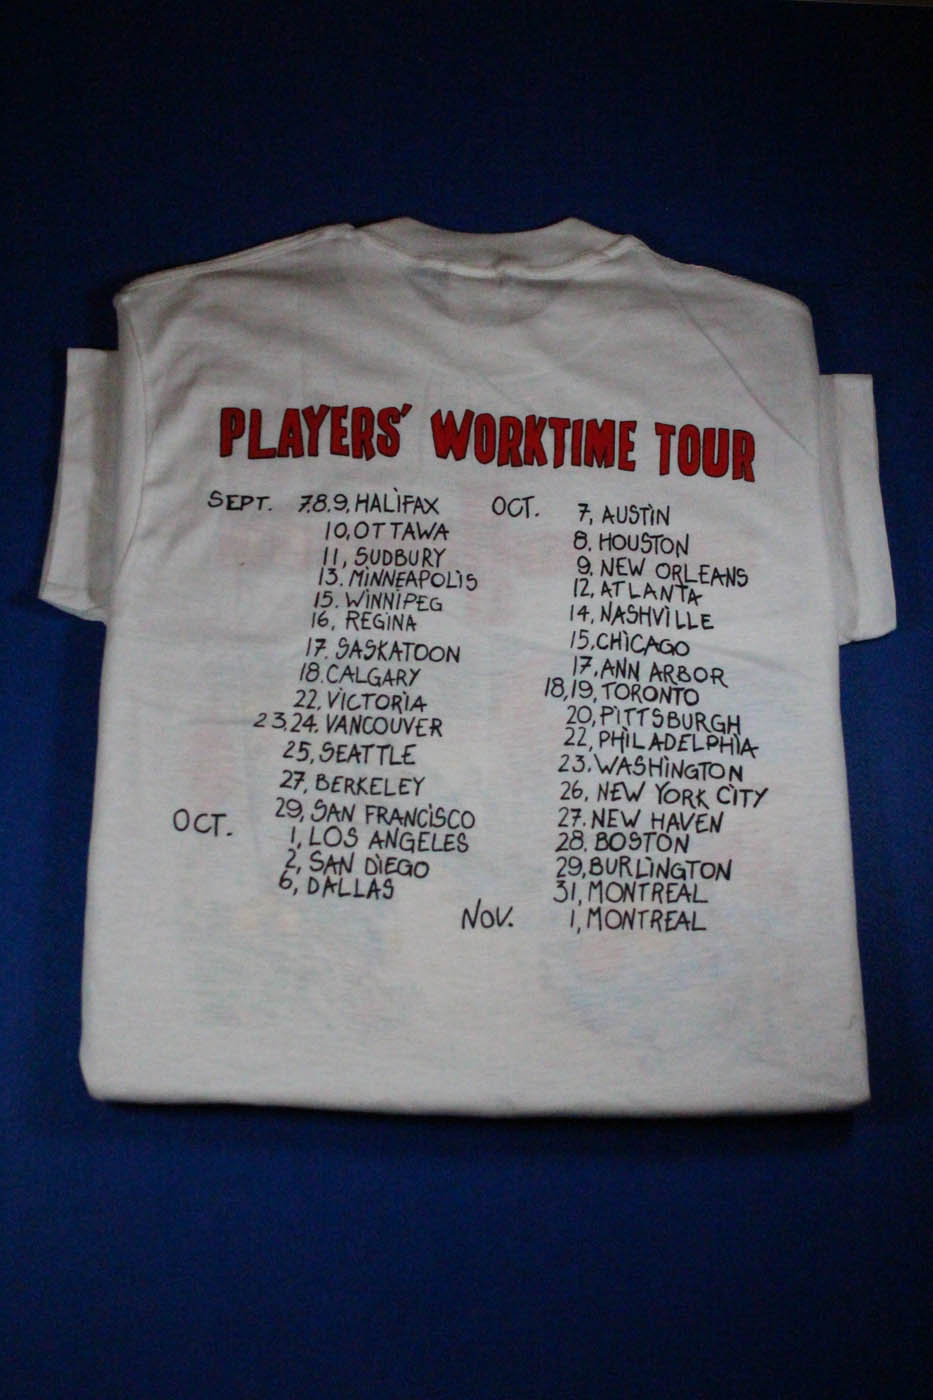 PLAYERS' WORKTIME TOUR
SEPT. 7.8.9, HALIFAX
10, OTTAWA
11, SUDBURY
13. MINNEAPOLIS
15. WINNIPEG
16, REGINA
17. SASKATOON
18. CALGARY
22, VICTORIA
23,24. VANCOUVER
25, SEATTLE
27, BERKELEY
29, SAN FRANCISCO
OCT. 1, LOS ANGELES
2, SAN DIEGO
6, DALLAS
OCT. 7, AUSTIN
8. HOUSTON
9. NEW ORLEANS
12, ATLANTA
14, NASHVILLE
15, CHICAGO
17, ANN ARBOR
18,19, TORONTO
20, PITTSBURGH
22, PHILADELPHIA
23. WASHINGTON
26, NEW YORK CITY
27. NEW HAVEN
28. BOSTON
29, BURLINGTON
31, MONTREAL
NOV. 1, MONTREAL